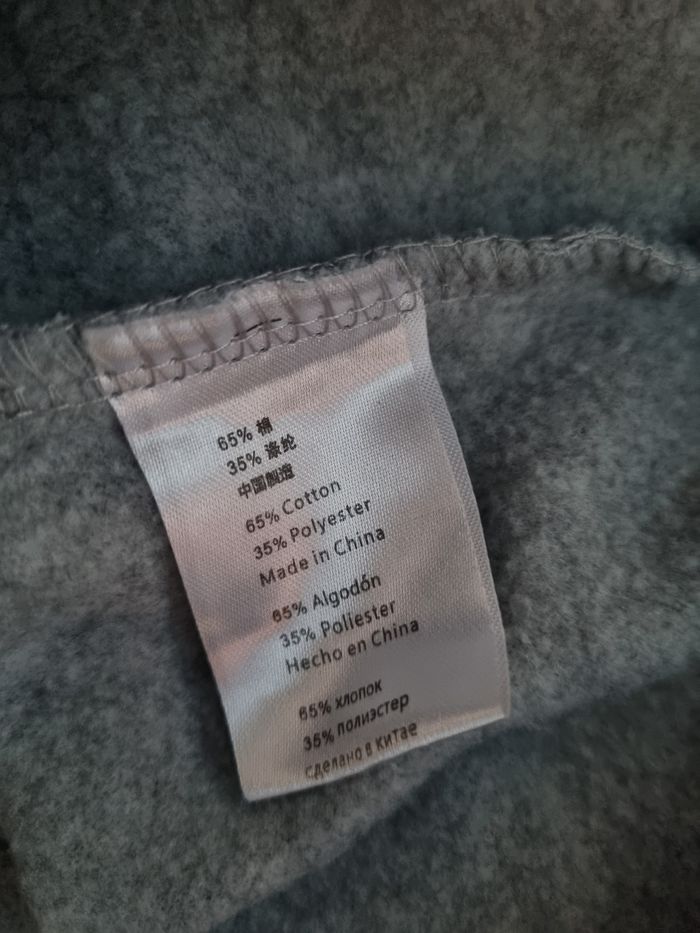 65% 棉
35% 涤纶
中国制造
65% Cotton
35% Polyester
Made in China
65% Algodón
35% Poliester
Hecho en China
65% хлопок
35% полиэстер
сделано в китае